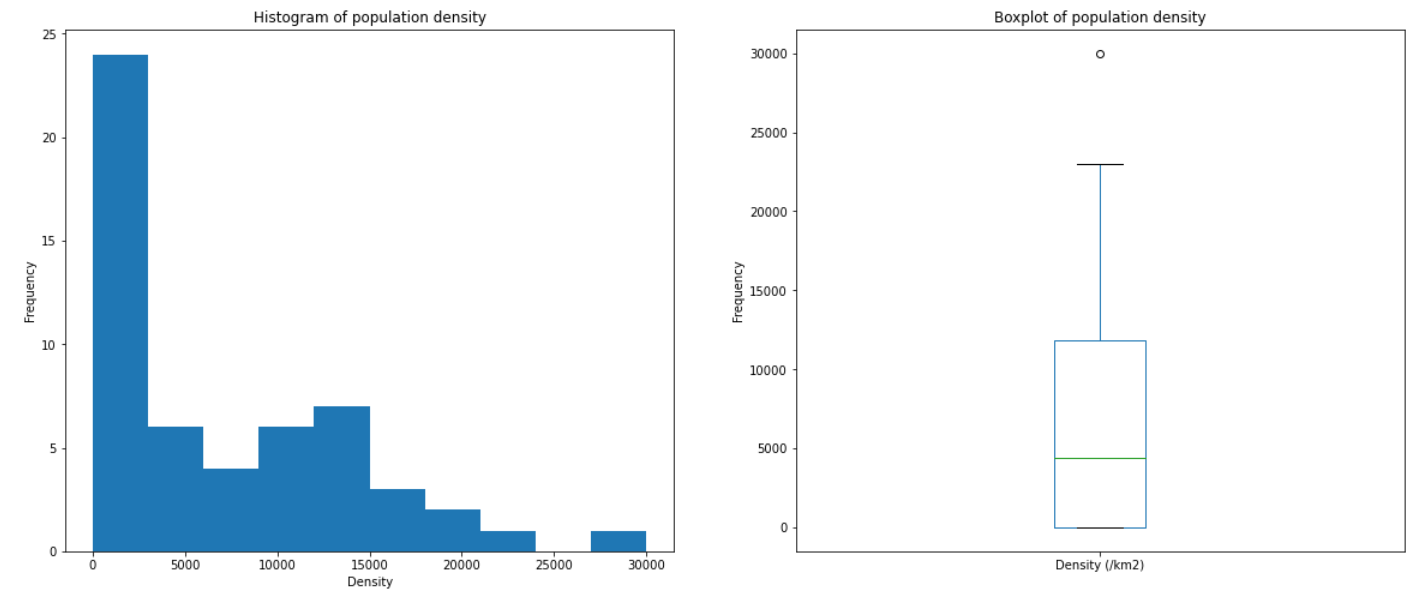 Histogram of population density
25
20
15
10
5
0
Frequency
0 5000 10000 15000 20000 25000 30000
Density
Boxplot of population density
30000
25000
20000
15000
10000
5000
0
Frequency
Density (/km2)